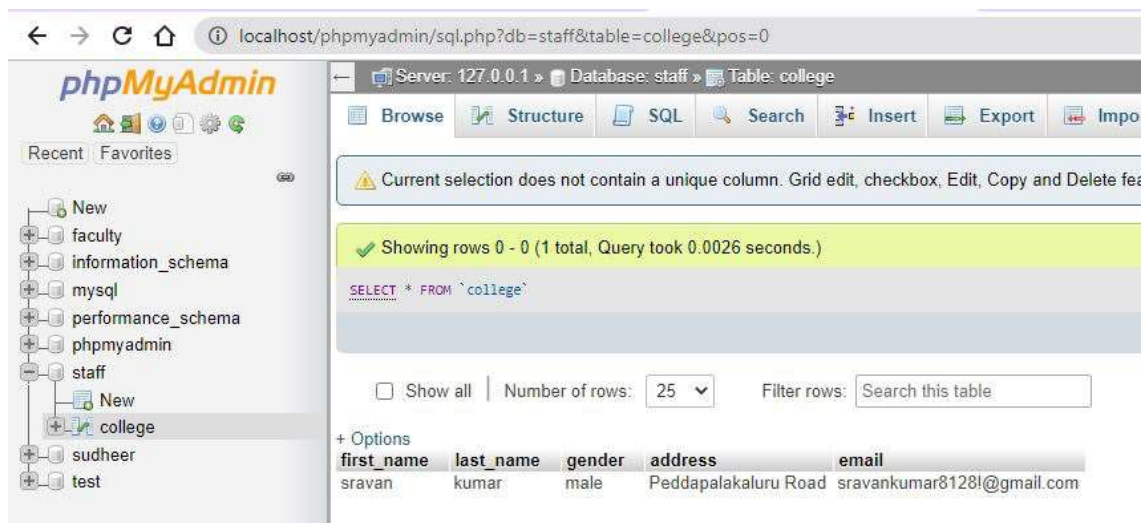 localhost/phpmyadmin/sql.php?db=staff&table=college&pos=0
phpMyAdmin
Recent Favorites
New
faculty
information_schema
mysql
performance_schema
phpmyadmin
staff
New
college
sudheer
test
Server: 127.0.0.1 » Database: staff » Table: college
Browse Structure SQL Search Insert Export Impo
Current selection does not contain a unique column. Grid edit, checkbox, Edit, Copy and Delete fea
Showing rows 0 - 0 (1 total, Query took 0.0026 seconds.)
SELECT * FROM `college`
Show all Number of rows: 25 Filter rows: Search this table
+ Options
first_name last_name gender address email
sravan kumar male Peddapalakaluru Road sravankumar8128l@gmail.com